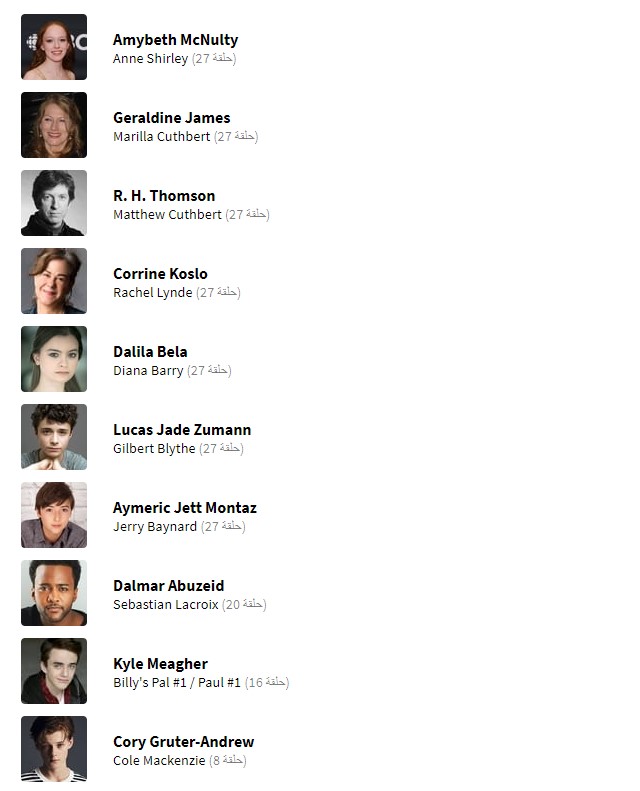 Amybeth McNulty
Anne Shirley (27 حلقة)
Geraldine James
Marilla Cuthbert (27 حلقة)
R. H. Thomson
Matthew Cuthbert (27 حلقة)
Corrine Koslo
Rachel Lynde (27 حلقة)
Dalila Bela
Diana Barry (27 حلقة)
Lucas Jade Zumann
Gilbert Blythe (27 حلقة)
Aymeric Jett Montaz
Jerry Baynard (27 حلقة)
Dalmar Abuzeid
Sebastian Lacroix (20 حلقة)
Kyle Meagher
Billy's Pal #1 / Paul #1 (16 حلقة)
Cory Gruter-Andrew
Cole Mackenzie (8 حلقة)